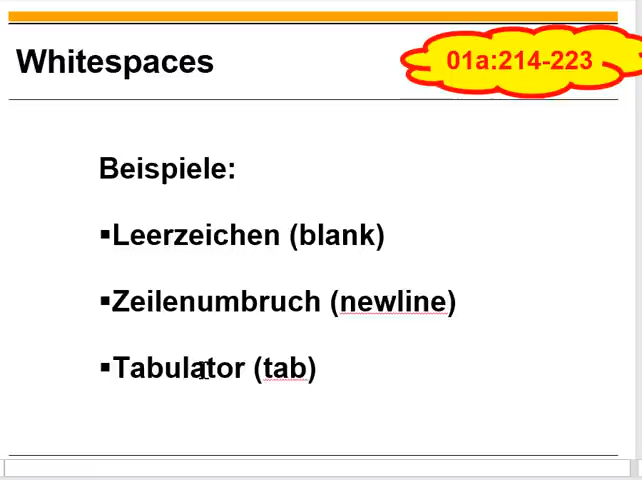 Whitespaces
01a:214-223
Beispiele:
▪Leerzeichen (blank)
▪Zeilenumbruch (newline)
▪Tabulator (tab)